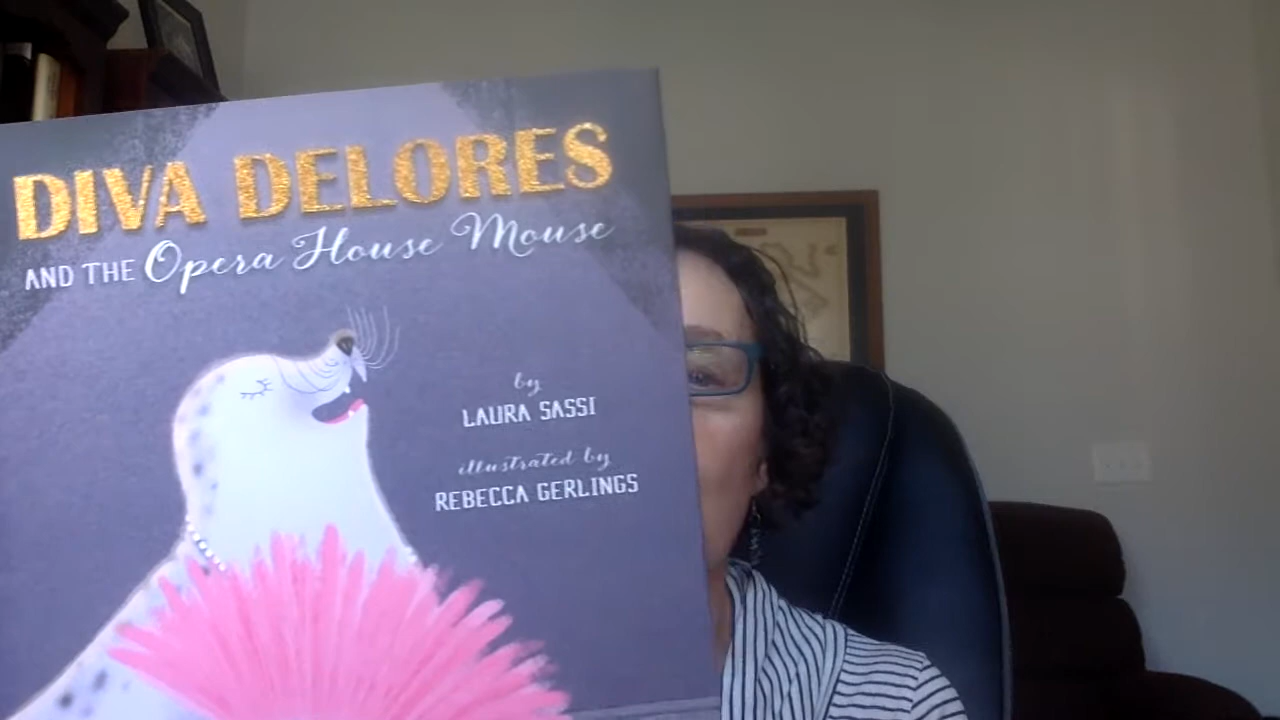 DIVA DELORES
AND THE Opera House Mouse
by
LAURA SASSI
illustrated by
REBECCA GERLINGS